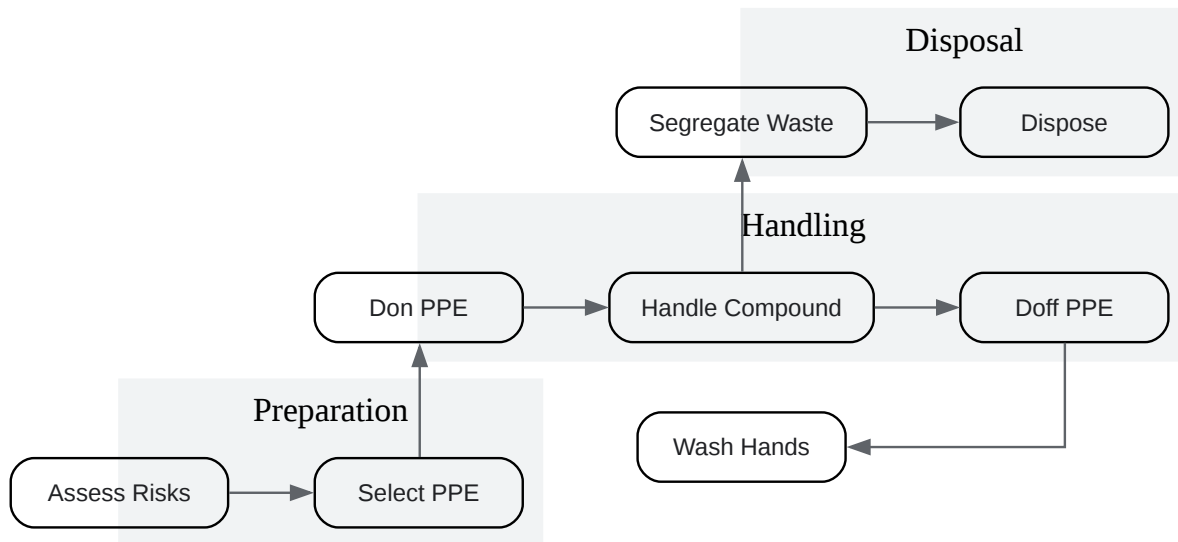 Disposal
Segregate Waste
Dispose
Handling
Don PPE
Handle Compound
Doff PPE
Preparation
Wash Hands
Assess Risks
Select PPE